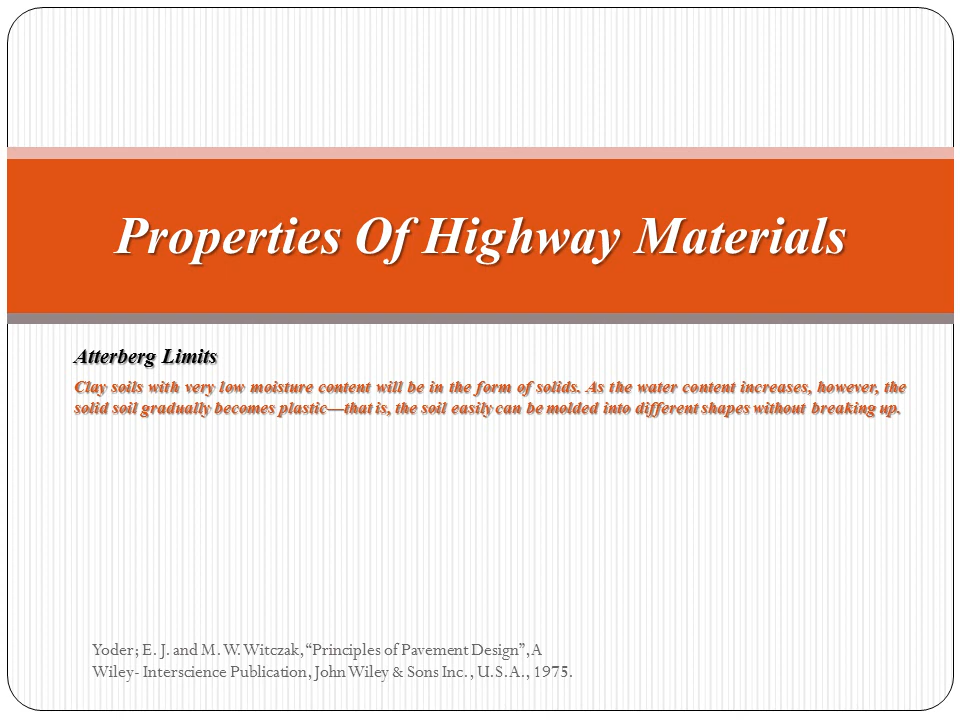 Properties Of Highway Materials
Atterberg Limits
Clay soils with very low moisture content will be in the form of solids. As the water content increases, however, the
solid soil gradually becomes plastic—that is, the soil easily can be molded into different shapes without breaking up.
Yoder; E. J. and M. W. Witczak, “Principles of Pavement Design”, A
Wiley- Interscience Publication, John Wiley & Sons Inc., U.S.A., 1975.